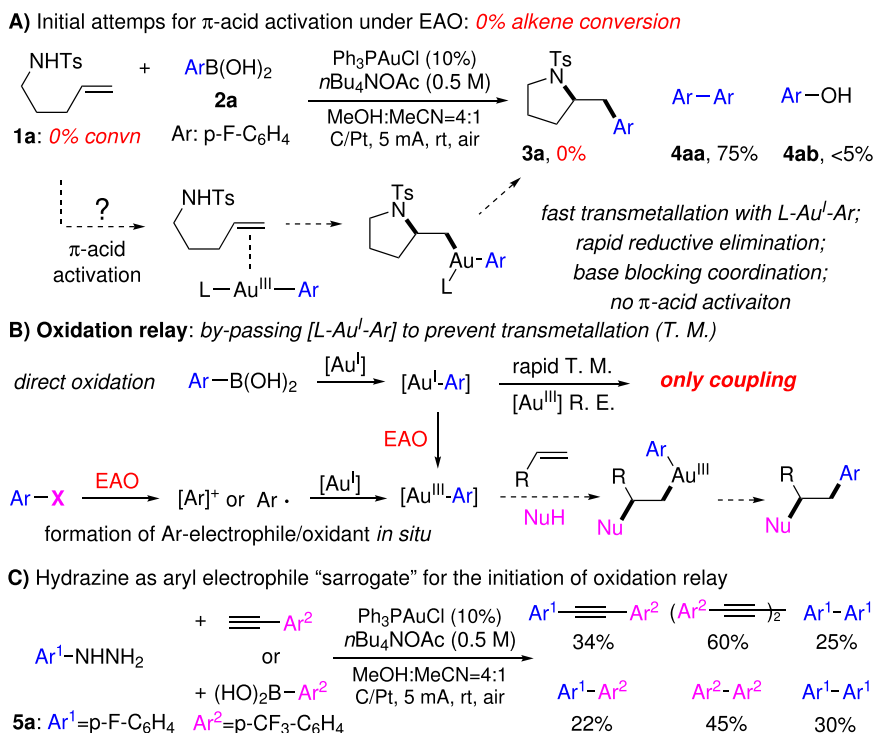 A) Initial attemps for π-acid activation under EAO: 0% alkene conversion
NHTs
+
ArB(OH)2
2a
1a: 0% convn
Ar: p-F-C6H4
Ph3PAuCl (10%)
nBu4NOAc (0.5 M)
MeOH:MeCN=4:1
C/Pt, 5 mA, rt, air
Ts
N
Ar
3a, 0%
Ar–Ar
4aa, 75%
Ar–OH
4ab, <5%
?
π-acid
activation
NHTs
L–AuIII–Ar
Ts
N
Au–Ar
L
fast transmetallation with L-AuI-Ar;
rapid reductive elimination;
base blocking coordination;
no π-acid activaiton
B) Oxidation relay: by-passing [L-AuI-Ar] to prevent transmetallation (T. M.)
direct oxidation
Ar–B(OH)2
[AuI]
[AuI-Ar]
rapid T. M.
[AuIII] R. E.
only coupling
EAO
Ar–X
EAO
[Ar]+ or Ar •
[AuI]
[AuIII-Ar]
R
NuH
Ar
AuIII
R
Nu
R
Ar
Nu
formation of Ar-electrophile/oxidant in situ
C) Hydrazine as aryl electrophile “sarrogate” for the initiation of oxidation relay
Ar1–NHNH2
+
Ar2
or
+ (HO)2B–Ar2
5a: Ar1=p-F-C6H4 Ar2=p-CF3-C6H4
Ph3PAuCl (10%)
nBu4NOAc (0.5 M)
MeOH:MeCN=4:1
C/Pt, 5 mA, rt, air
Ar1 Ar2
34%
(Ar2 )2
60%
Ar1–Ar1
25%
Ar1–Ar2
22%
Ar2–Ar2
45%
Ar1–Ar1
30%